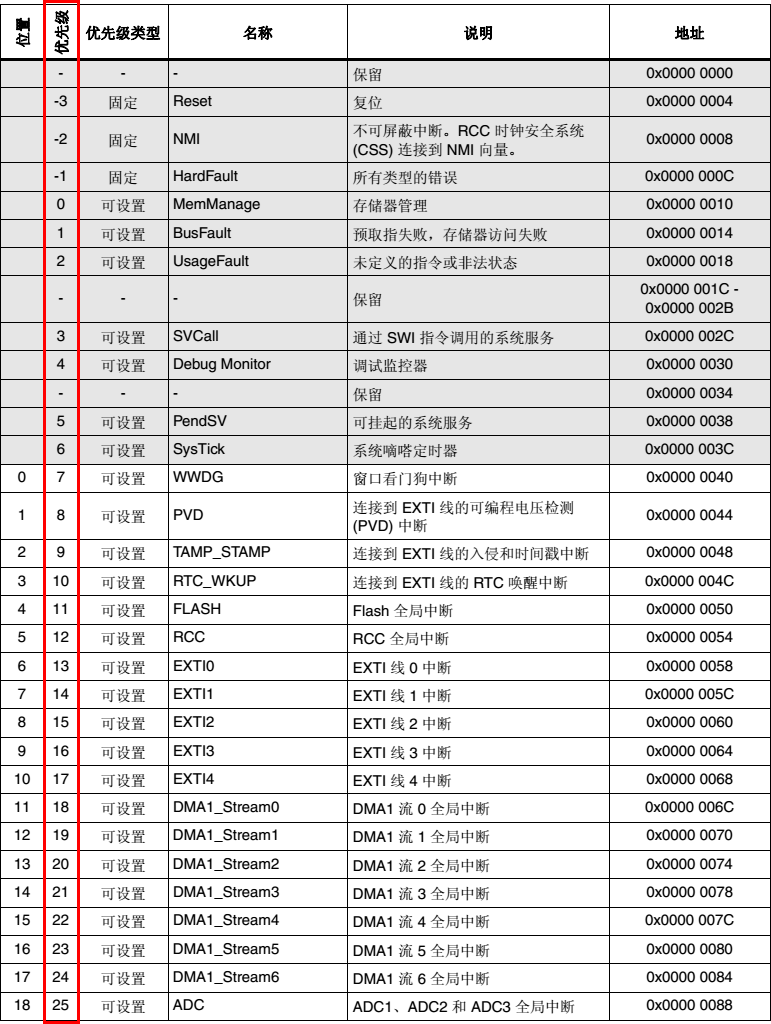 位置 优先级 优先级类型 名称 说明 地址
- - - 保留 0x0000 0000
-3 固定 Reset 复位 0x0000 0004
-2 固定 NMI 不可屏蔽中断。RCC 时钟安全系统
(CSS) 连接到 NMI 向量。 0x0000 0008
-1 固定 HardFault 所有类型的错误 0x0000 000C
0 可设置 MemManage 存储器管理 0x0000 0010
1 可设置 BusFault 预取指失败，存储器访问失败 0x0000 0014
2 可设置 UsageFault 未定义的指令或非法状态 0x0000 0018
- - - 保留 0x0000 001C -
0x0000 002B
3 可设置 SVCall 通过 SWI 指令调用的系统服务 0x0000 002C
4 可设置 Debug Monitor 调试监控器 0x0000 0030
- - - 保留 0x0000 0034
5 可设置 PendSV 可挂起的系统服务 0x0000 0038
6 可设置 SysTick 系统嘀嗒定时器 0x0000 003C
0 7 可设置 WWDG 窗口看门狗中断 0x0000 0040
1 8 可设置 PVD 连接到 EXTI 线的可编程电压检测
(PVD) 中断 0x0000 0044
2 9 可设置 TAMP_STAMP 连接到 EXTI 线的入侵和时间戳中断 0x0000 0048
3 10 可设置 RTC_WKUP 连接到 EXTI 线的 RTC 唤醒中断 0x0000 004C
4 11 可设置 FLASH Flash 全局中断 0x0000 0050
5 12 可设置 RCC RCC 全局中断 0x0000 0054
6 13 可设置 EXTI0 EXTI 线 0 中断 0x0000 0058
7 14 可设置 EXTI1 EXTI 线 1 中断 0x0000 005C
8 15 可设置 EXTI2 EXTI 线 2 中断 0x0000 0060
9 16 可设置 EXTI3 EXTI 线 3 中断 0x0000 0064
10 17 可设置 EXTI4 EXTI 线 4 中断 0x0000 0068
11 18 可设置 DMA1_Stream0 DMA1 流 0 全局中断 0x0000 006C
12 19 可设置 DMA1_Stream1 DMA1 流 1 全局中断 0x0000 0070
13 20 可设置 DMA1_Stream2 DMA1 流 2 全局中断 0x0000 0074
14 21 可设置 DMA1_Stream3 DMA1 流 3 全局中断 0x0000 0078
15 22 可设置 DMA1_Stream4 DMA1 流 4 全局中断 0x0000 007C
16 23 可设置 DMA1_Stream5 DMA1 流 5 全局中断 0x0000 0080
17 24 可设置 DMA1_Stream6 DMA1 流 6 全局中断 0x0000 0084
18 25 可设置 ADC ADC1、ADC2 和 ADC3 全局中断 0x0000 0088